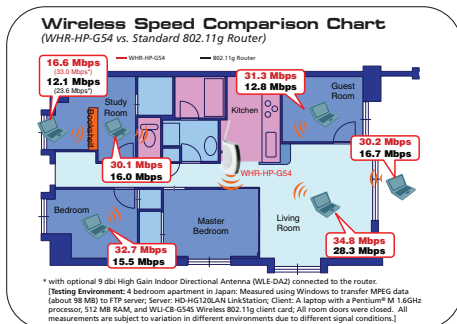 Wireless Speed Comparison Chart
(WHR-HP-G54 vs. Standard 802.11g Router)
WHR-HP-G54
802.11g Router
16.6 Mbps
(33.0 Mbps*)
12.1 Mbps
(23.6 Mbps*)
Study
Room
Bookshelf
31.3 Mbps
12.8 Mbps
Guest
Room
Kitchen
30.1 Mbps
16.0 Mbps
WHR-HP-G54
30.2 Mbps
16.7 Mbps
Bedroom
32.7 Mbps
15.5 Mbps
Master
Bedroom
Living
Room
34.8 Mbps
28.3 Mbps
* with optional 9 dbi High Gain Indoor Directional Antenna (WLE-DA2) connected to the router.
[Testing Environment: 4 bedroom apartment in Japan: Measured using Windows to transfer MPEG data
(about 98 MB) to FTP server; Server: HD-HG120LAN LinkStation; Client: A laptop with a Pentium® M 1.6GHz
processor, 512 MB RAM, and WLI-CB-G54S Wireless 802.11g client card; All room doors were closed. All
measurements are subject to variation in different environments due to different signal conditions.]